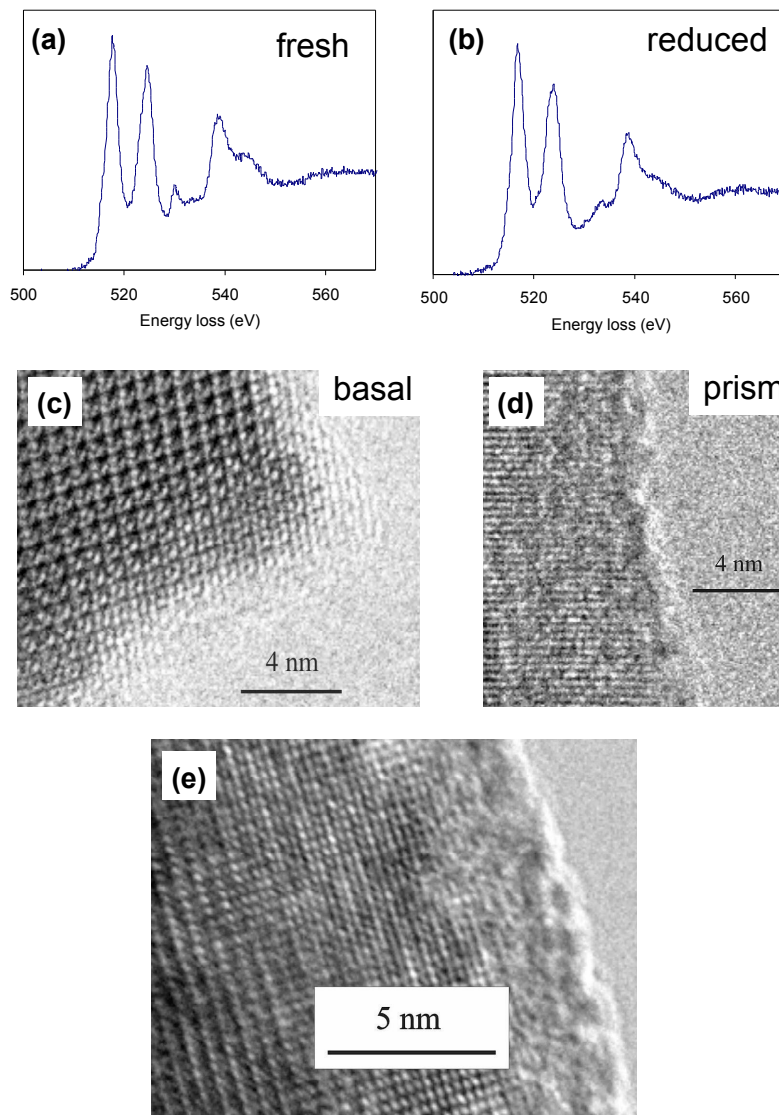 (a) fresh
500 520 540 560
Energy loss (eV)
(b) reduced
500 520 540 560
Energy loss (eV)
(c) basal
4 nm
(d) prism
4 nm
(e)
5 nm